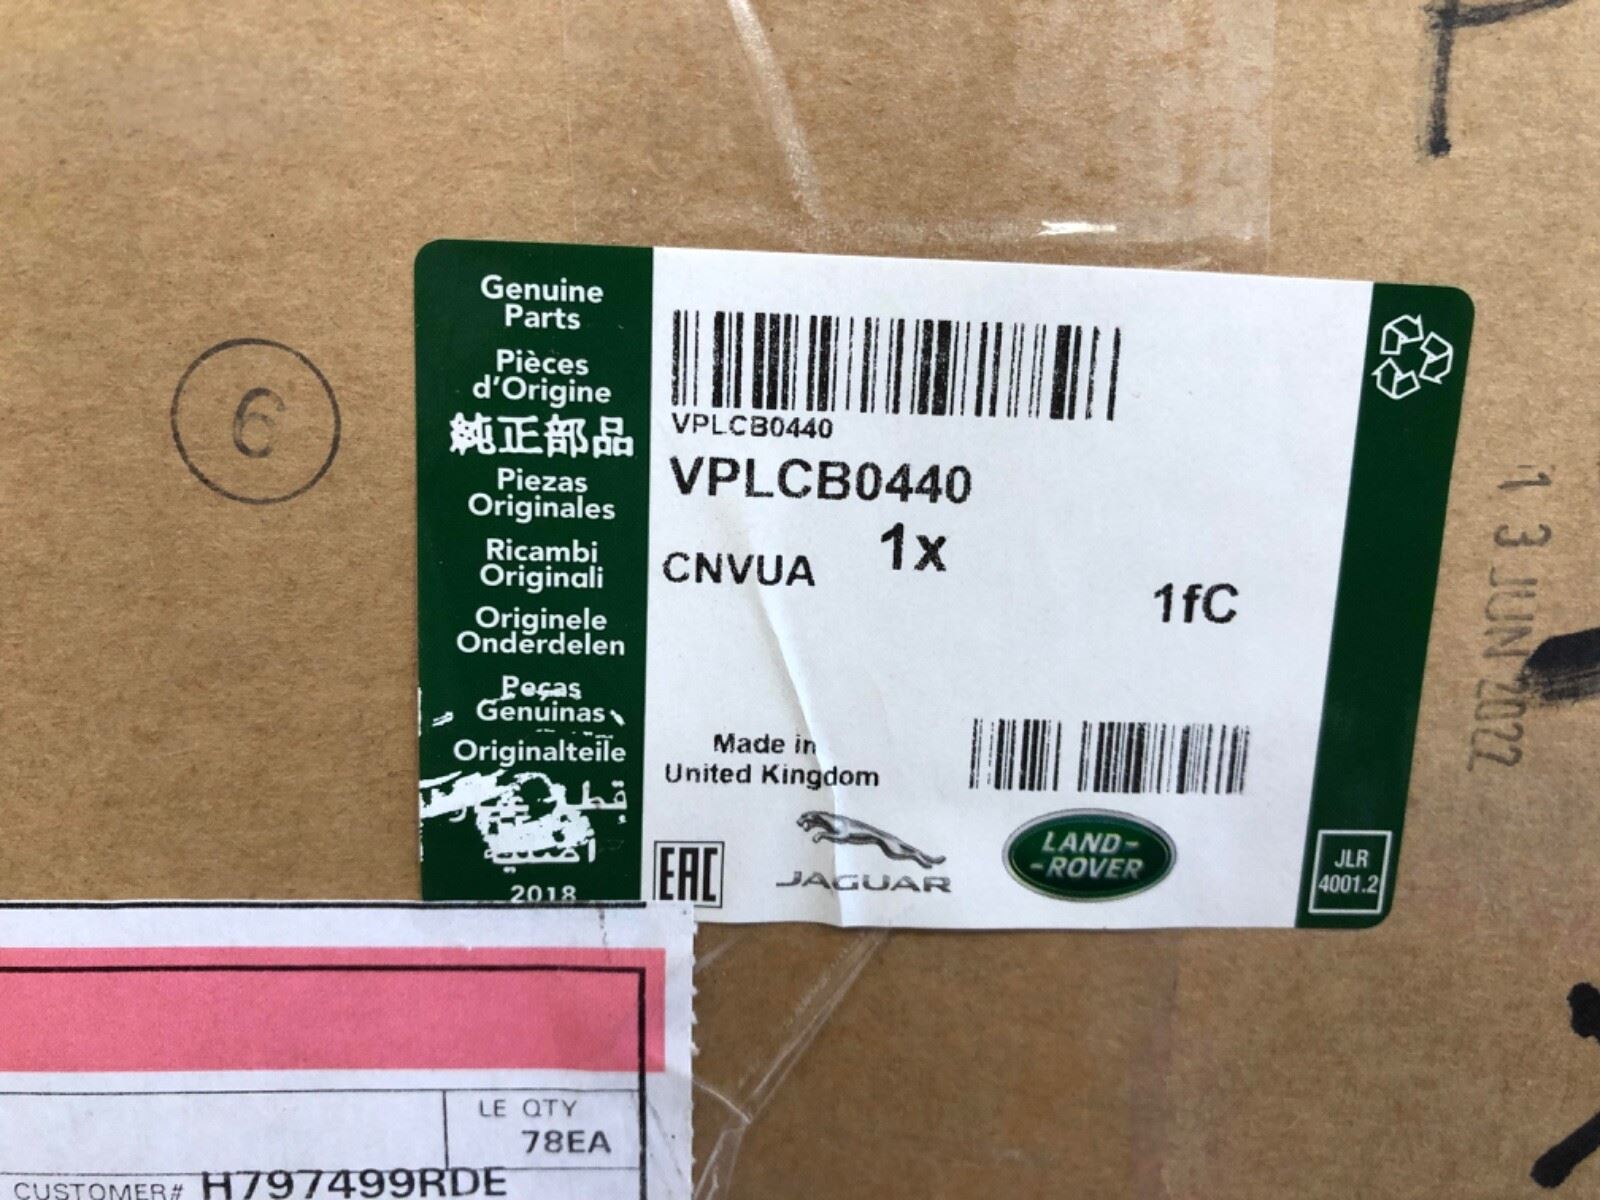 Genuine
Parts
Pièces
d'Origine
純正部品
Piezas
Originales
Ricambi
Originali
Originele
Onderdelen
Peças
Genuinas
Originalteile
قطع
أصلية
2018
VPLCB0440
VPLCB0440
1x
CNVUA
1fC
Made in
United Kingdom
EAC
JAGUAR
LAND-
-ROVER
JLR
4001.2
6
13 JUN 2022
LE QTY
78EA
CUSTOMER# H797499RDE